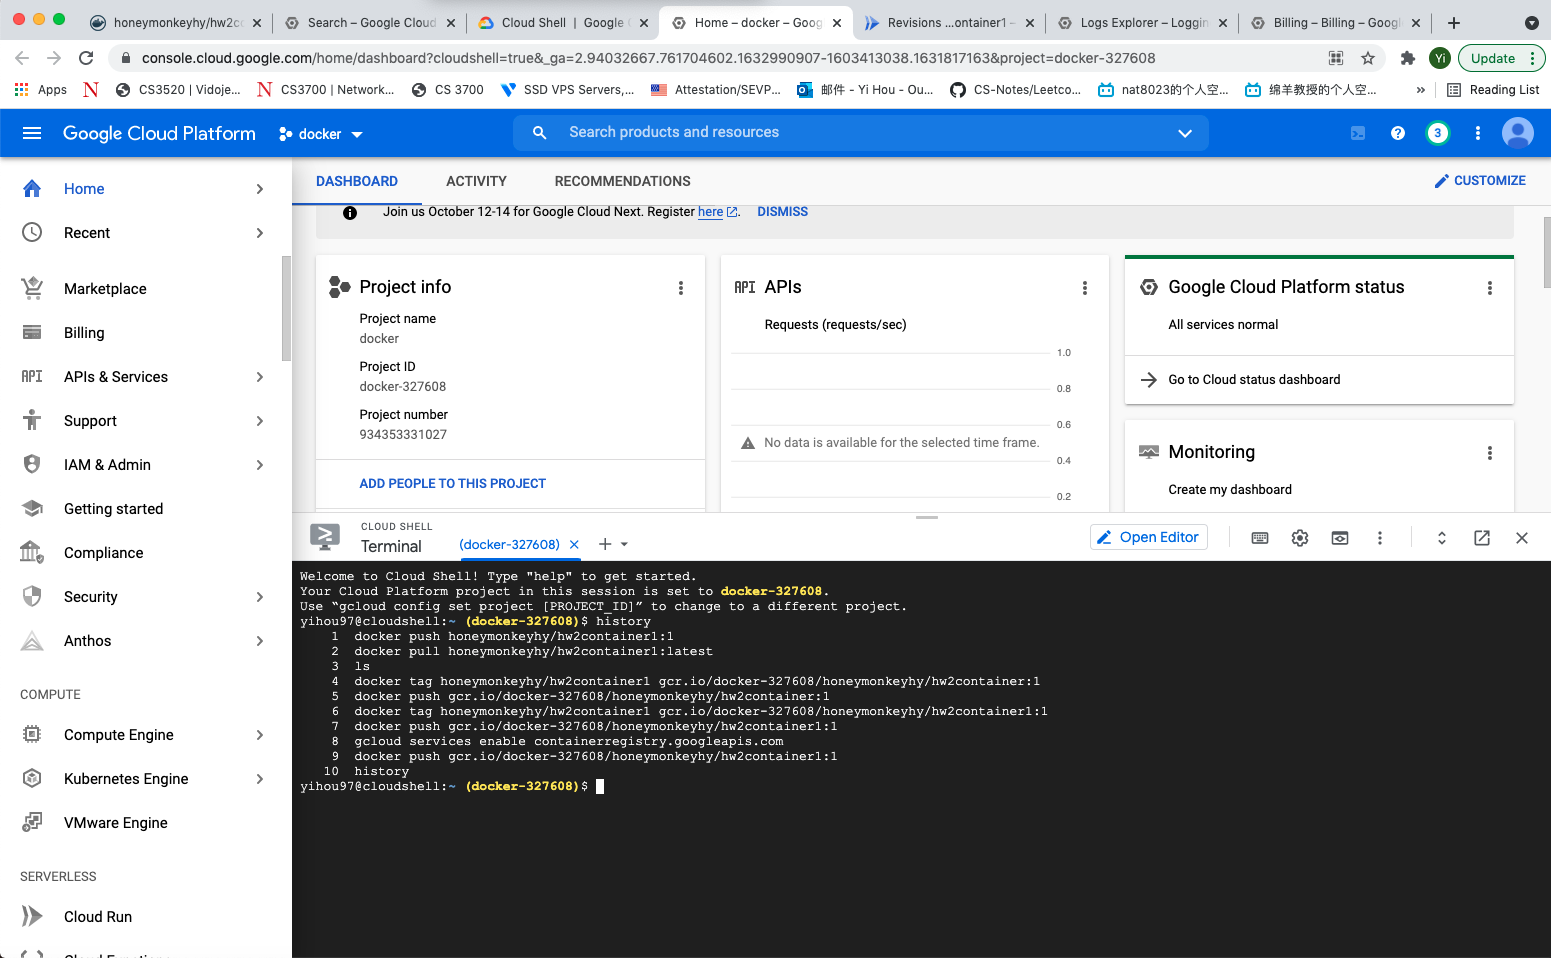 honeymonkeyhy/hw2co
Search – Google Cloud
Cloud Shell | Google C
Home – docker – Goog
Revisions ...ontainer1 –
Logs Explorer – Loggin
Billing – Billing – Googl
console.cloud.google.com/home/dashboard?cloudshell=true&_ga=2.94032667.761704602.1632990907-1603413038.1631817163&project=docker-327608
Yi
Update
Apps
CS3520 | Vidoje...
CS3700 | Network...
CS 3700
SSD VPS Servers,...
Attestation/SEVP...
邮件 - Yi Hou - Ou...
CS-Notes/Leetco...
nat8023的个人空...
绵羊教授的个人空...
»
Reading List
Google Cloud Platform
docker
Search products and resources
3
Home
Recent
Marketplace
Billing
API APIs & Services
Support
IAM & Admin
Getting started
Compliance
Security
Anthos
COMPUTE
Compute Engine
Kubernetes Engine
VMware Engine
SERVERLESS
Cloud Run
Cloud Functions
DASHBOARD
ACTIVITY
RECOMMENDATIONS
CUSTOMIZE
Join us October 12-14 for Google Cloud Next. Register here. DISMISS
Project info
Project name
docker
Project ID
docker-327608
Project number
934353331027
ADD PEOPLE TO THIS PROJECT
API APIs
Requests (requests/sec)
1.0
0.8
0.6
No data is available for the selected time frame.
0.4
0.2
Google Cloud Platform status
All services normal
Go to Cloud status dashboard
Monitoring
Create my dashboard
CLOUD SHELL
Terminal
(docker-327608)
Open Editor
Welcome to Cloud Shell! Type "help" to get started.
Your Cloud Platform project in this session is set to docker-327608.
Use “gcloud config set project [PROJECT_ID]” to change to a different project.
yihou97@cloudshell:~ (docker-327608)$ history
1 docker push honeymonkeyhy/hw2container1:1
2 docker pull honeymonkeyhy/hw2container1:latest
3 ls
4 docker tag honeymonkeyhy/hw2container1 gcr.io/docker-327608/honeymonkeyhy/hw2container:1
5 docker push gcr.io/docker-327608/honeymonkeyhy/hw2container:1
6 docker tag honeymonkeyhy/hw2container1 gcr.io/docker-327608/honeymonkeyhy/hw2container1:1
7 docker push gcr.io/docker-327608/honeymonkeyhy/hw2container1:1
8 gcloud services enable containerregistry.googleapis.com
9 docker push gcr.io/docker-327608/honeymonkeyhy/hw2container1:1
10 history
yihou97@cloudshell:~ (docker-327608)$